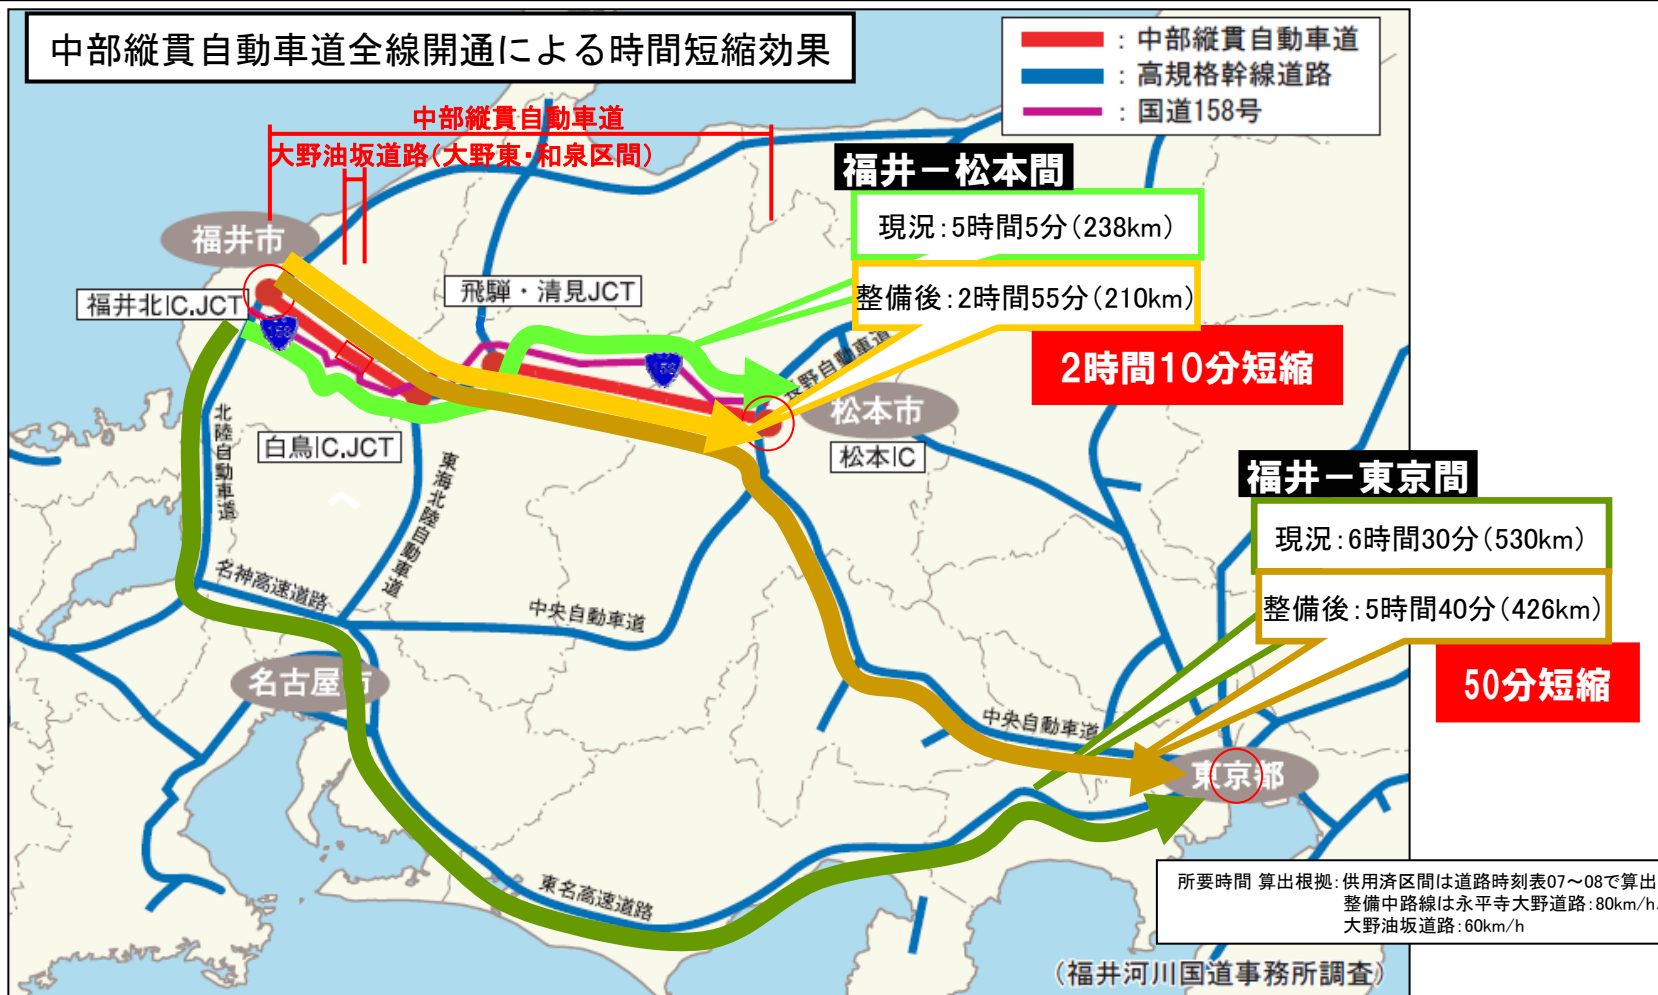 中部縦貫自動車道全線開通による時間短縮効果
：中部縦貫自動車道
：高規格幹線道路
：国道158号
中部縦貫自動車道
大野油坂道路(大野東・和泉区間)
福井－松本間
現況:5時間5分(238km)
整備後:2時間55分(210km)
2時間10分短縮
福井市
福井北IC.JCT
飛騨・清見JCT
158
158
長野自動車道
松本市
松本IC
白鳥IC.JCT
北陸自動車道
東海北陸自動車道
福井－東京間
現況:6時間30分(530km)
整備後:5時間40分(426km)
50分短縮
名神高速道路
中央自動車道
名古屋市
中央自動車道
東京都
東名高速道路
所要時間 算出根拠:供用済区間は道路時刻表07～08で算出
整備中路線は永平寺大野道路:80km/h.
大野油坂道路:60km/h
(福井河川国道事務所調査)